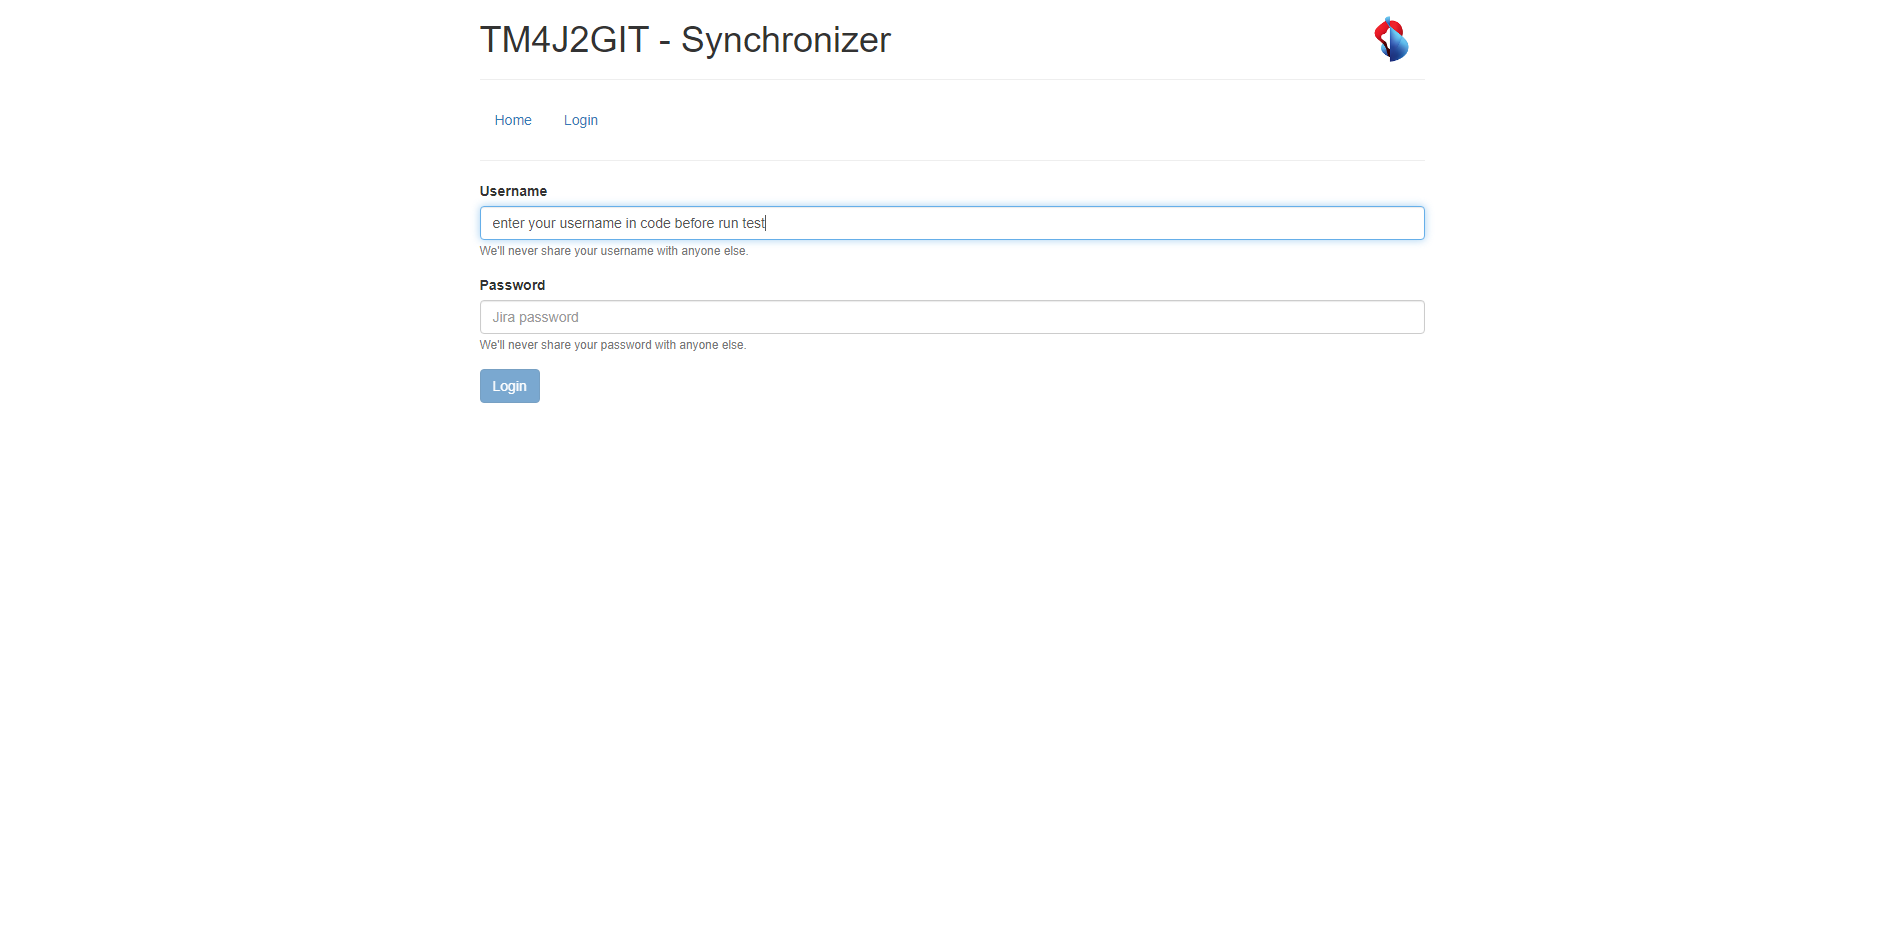 TM4J2GIT - Synchronizer
Home Login
Username
enter your username in code before run test
We'll never share your username with anyone else.
Password
Jira password
We'll never share your password with anyone else.
Login